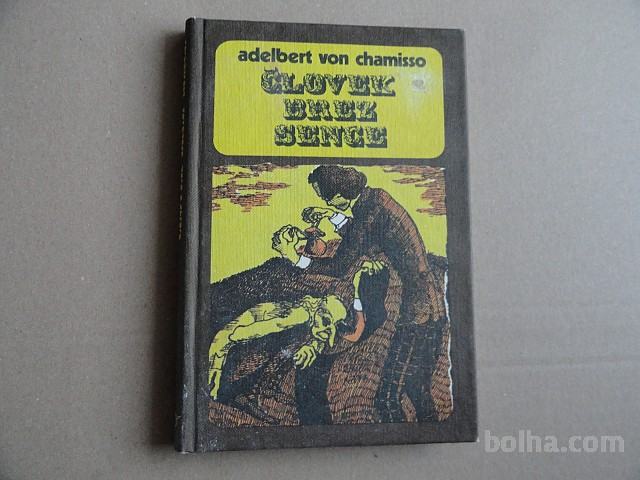 adelbert von chamisso
ČLOVEK
BREZ
SENCE
bolha.com